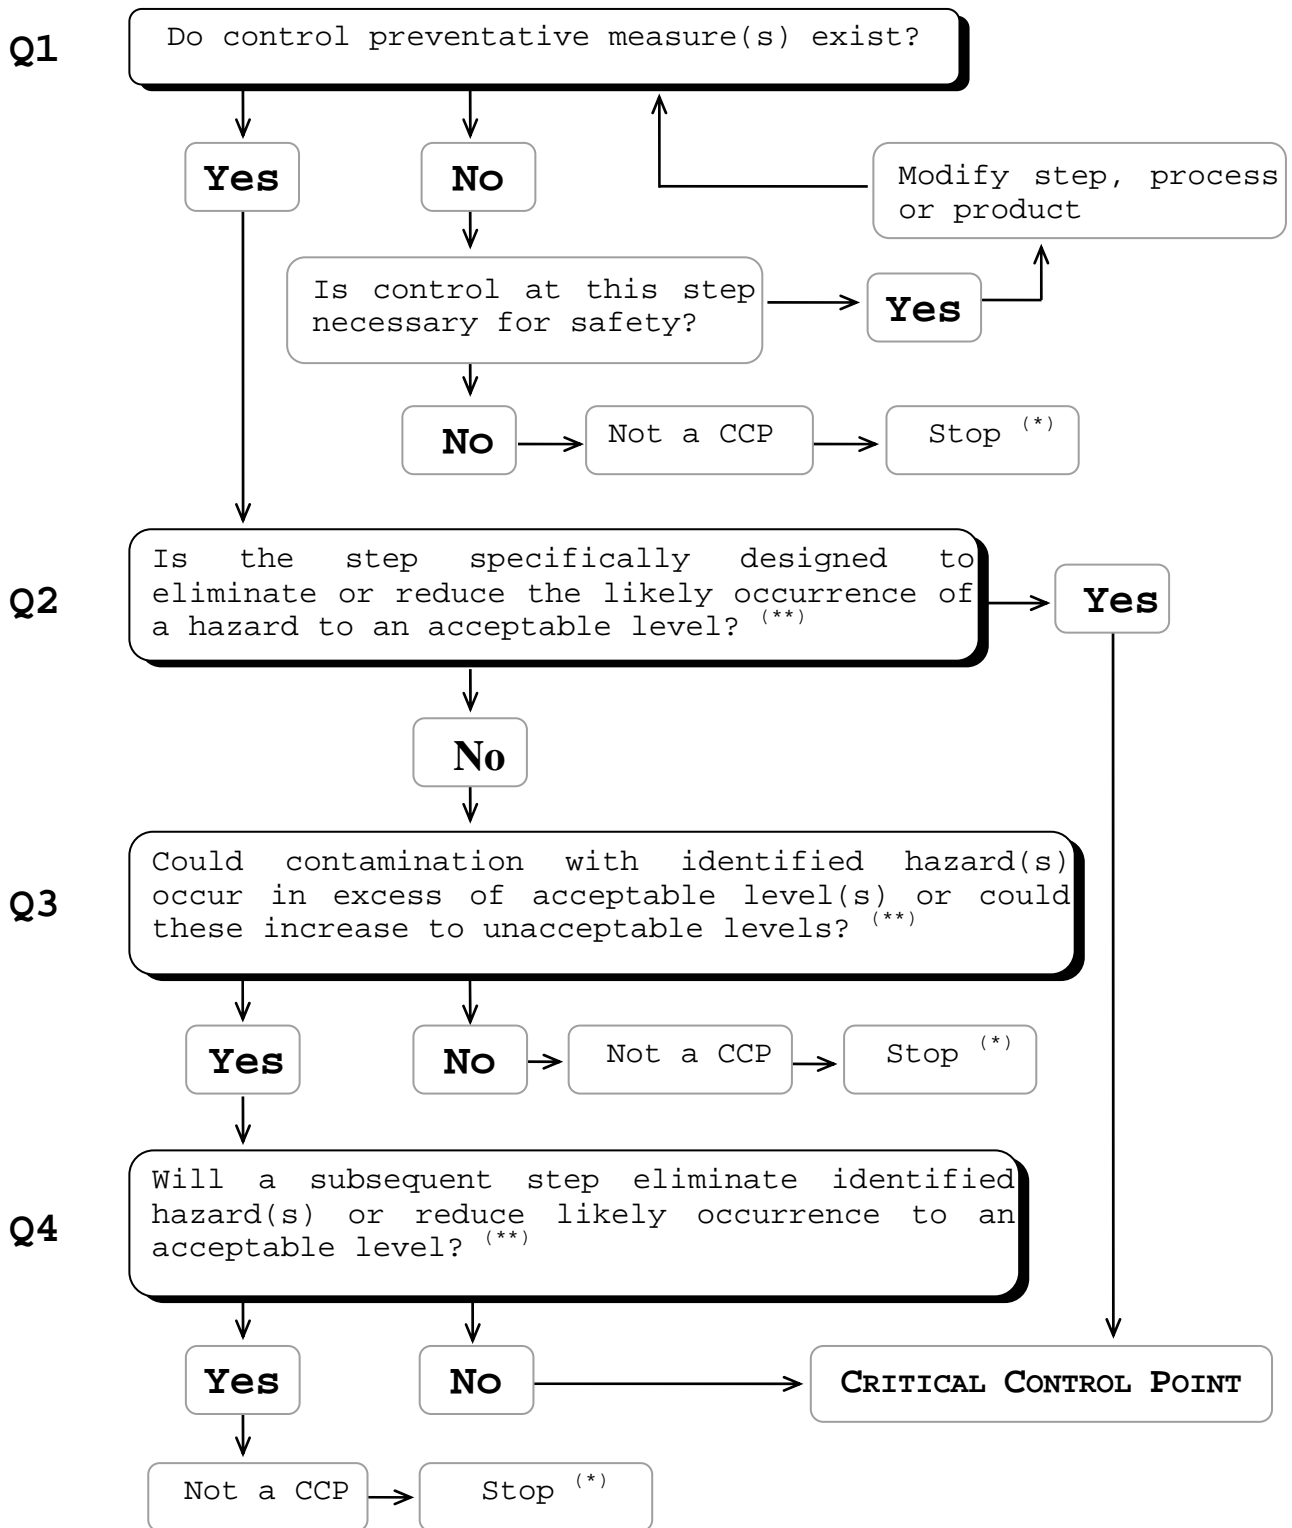 Q1
Do control preventative measure(s) exist?
Yes
No
Modify step, process
or product
Is control at this step
necessary for safety?
Yes
No
Not a CCP
Stop (*)
Q2
Is the step specifically designed to
eliminate or reduce the likely occurrence of
a hazard to an acceptable level? (**)
Yes
No
Q3
Could contamination with identified hazard(s)
occur in excess of acceptable level(s) or could
these increase to unacceptable levels? (**)
Yes
No
Not a CCP
Stop (*)
Q4
Will a subsequent step eliminate identified
hazard(s) or reduce likely occurrence to an
acceptable level? (**)
Yes
No
CRITICAL CONTROL POINT
Not a CCP
Stop (*)